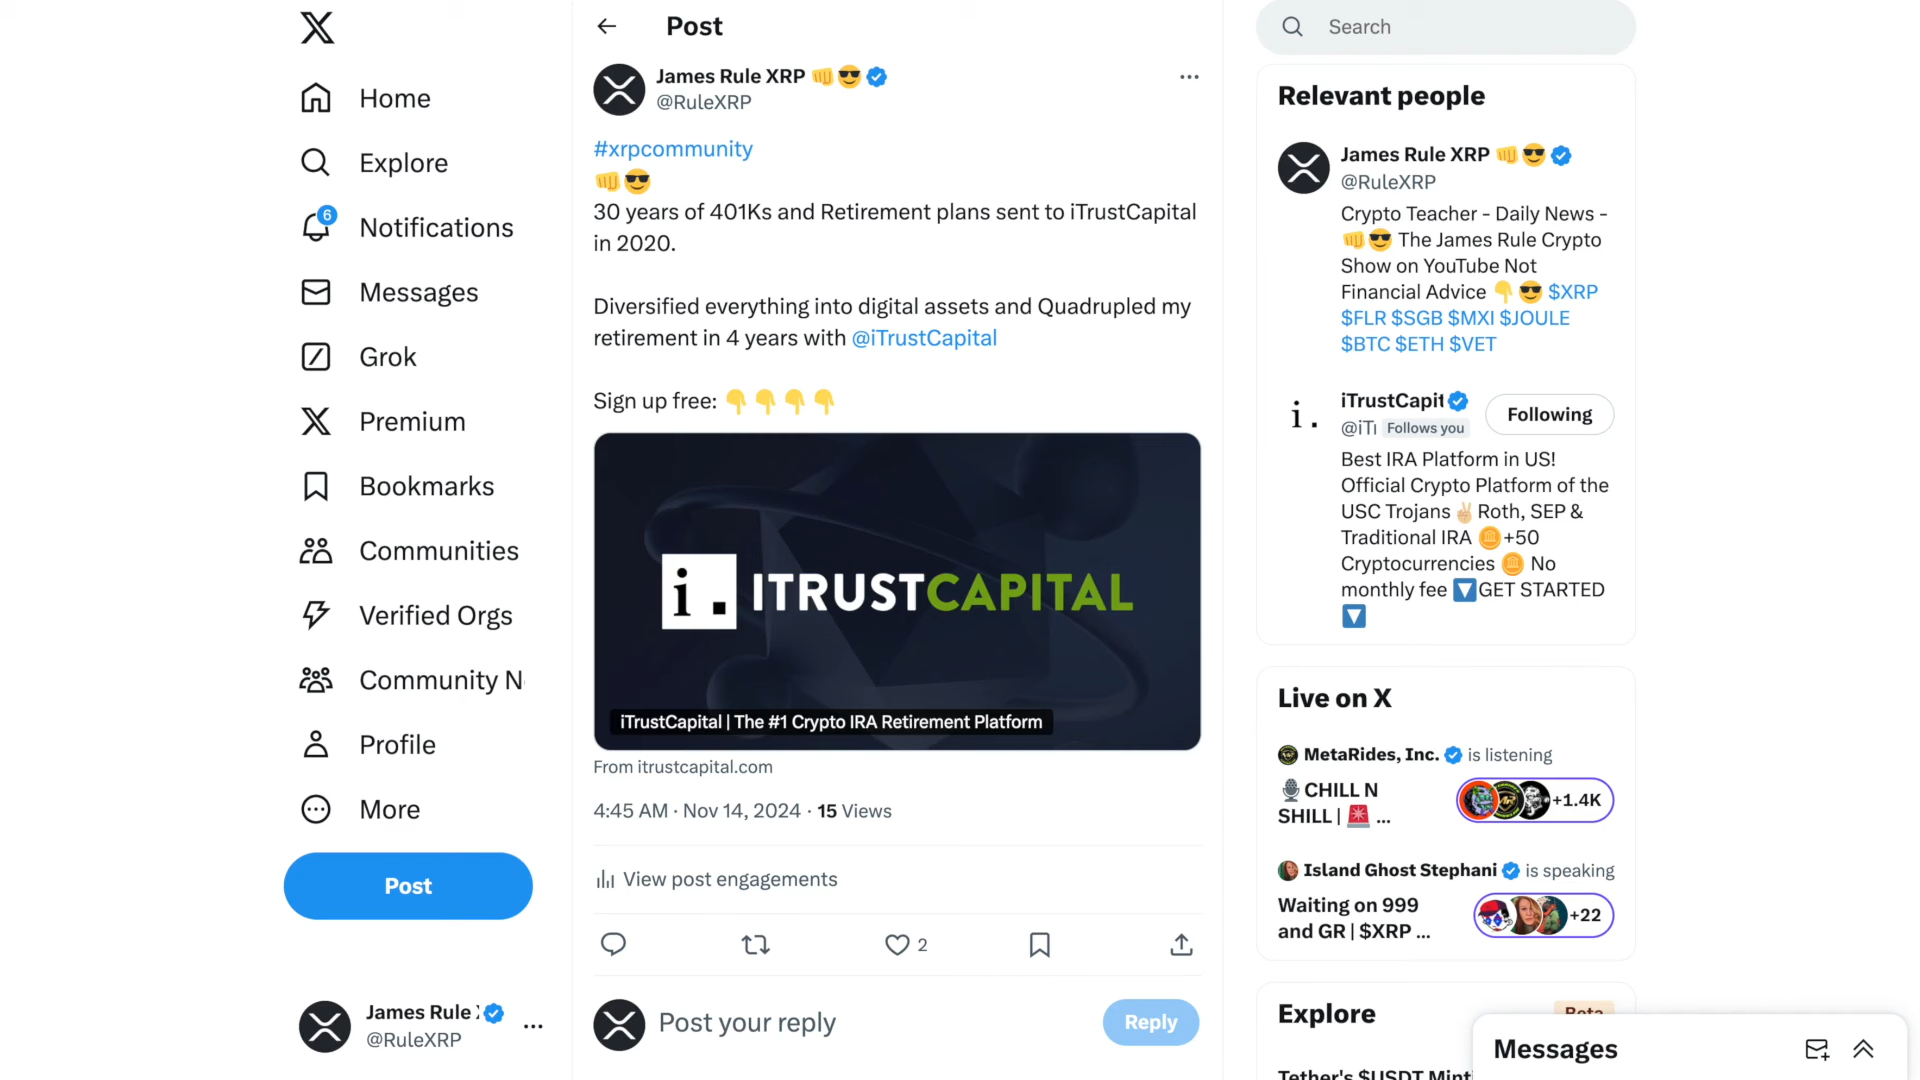 Home
Explore
6
Notifications
Messages
Grok
Premium
Bookmarks
Communities
Verified Orgs
Community N
Profile
More
Post
James Rule
@RuleXRP
Post
James Rule XRP 👊😎
@RuleXRP
#xrpcommunity
👊😎
30 years of 401Ks and Retirement plans sent to iTrustCapital
in 2020.
Diversified everything into digital assets and Quadrupled my
retirement in 4 years with @iTrustCapital
Sign up free: 👇👇👇👇
i. ITRUSTCAPITAL
iTrustCapital | The #1 Crypto IRA Retirement Platform
From itrustcapital.com
4:45 AM · Nov 14, 2024 · 15 Views
View post engagements
2
Post your reply
Reply
Search
Relevant people
James Rule XRP 👊😎
@RuleXRP
Crypto Teacher - Daily News -
👊😎 The James Rule Crypto
Show on YouTube Not
Financial Advice 👇😎 $XRP
$FLR $SGB $MXI $JOULE
$BTC $ETH $VET
i.
iTrustCapit
@iTr Follows you
Following
Best IRA Platform in US!
Official Crypto Platform of the
USC Trojans ✌🏼 Roth, SEP &
Traditional IRA 🪙+50
Cryptocurrencies 🪙 No
monthly fee 🔽GET STARTED
🔽
Live on X
MetaRides, Inc. is listening
🎙️CHILL N
SHILL | 🚨 ...
+1.4K
Island Ghost Stephani is speaking
Waiting on 999
and GR | $XRP ...
+22
Explore
Beta
Tether's $USDT Minti
Messages